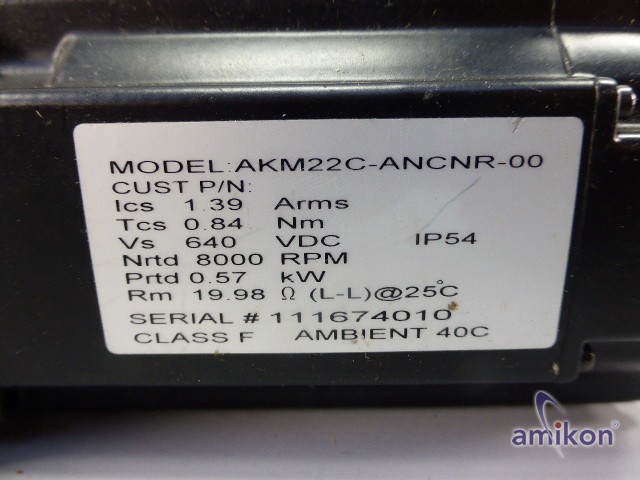 MODEL: AKM22C-ANCNR-00
CUST P/N:
Ics 1.39 Arms
Tcs 0.84 Nm
Vs 640 VDC IP54
Nrtd 8000 RPM
Prtd 0.57 kW
Rm 19.98 Ω (L-L)@25°C
SERIAL # 111674010
CLASS F AMBIENT 40C
amikon